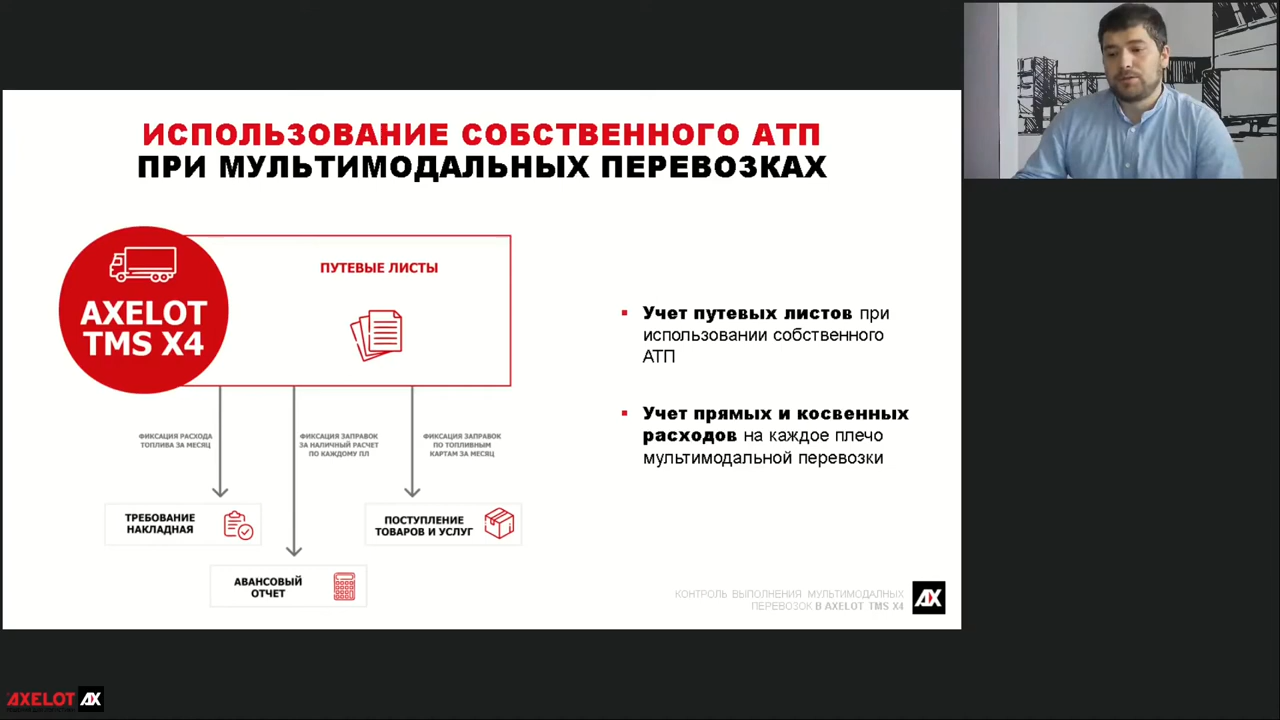 ИСПОЛЬЗОВАНИЕ СОБСТВЕННОГО АТП
ПРИ МУЛЬТИМОДАЛЬНЫХ ПЕРЕВОЗКАХ
AXELOT
TMS X4
ПУТЕВЫЕ ЛИСТЫ
ФИКСАЦИЯ РАСХОДА
ТОПЛИВА ЗА МЕСЯЦ
ФИКСАЦИЯ ЗАПРАВОК
ЗА НАЛИЧНЫЙ РАСЧЕТ
ПО КАЖДОМУ ПЛ
ФИКСАЦИЯ ЗАПРАВОК
ПО ТОПЛИВНЫМ
КАРТАМ ЗА МЕСЯЦ
ТРЕБОВАНИЕ
НАКЛАДНАЯ
АВАНСОВЫЙ
ОТЧЕТ
ПОСТУПЛЕНИЕ
ТОВАРОВ И УСЛУГ
Учет путевых листов при
использовании собственного
АТП
Учет прямых и косвенных
расходов на каждое плечо
мультимодальной перевозки
КОНТРОЛЬ ВЫПОЛНЕНИЯ МУЛЬТИМОДАЛНЫХ
ПЕРЕВОЗОК В AXELOT TMS X4
AX
AXELOT AX